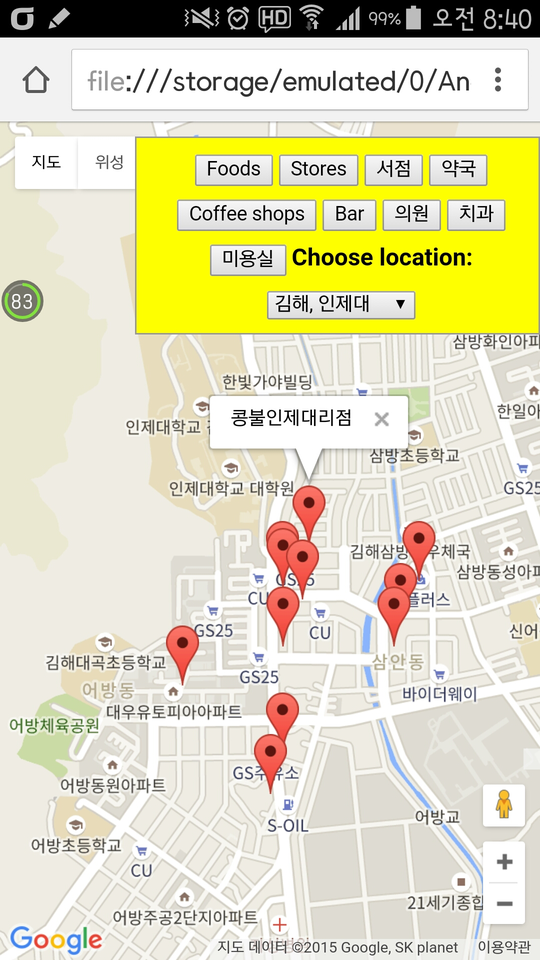 HD 99% 오전 8:40
file:///storage/emulated/0/An
지도 위성
Foods Stores 서점 약국
Coffee shops Bar 의원 치과
미용실 Choose location:
김해, 인제대 ▼
83
삼방화인아파
한빛가야빌딩
콩불인제대리점 ×
한일아
인제대학교
삼방초등학교
인제대학교 대학원
GS25
김해삼방 우체국
GS25
삼방동성아파
CU
플러스
GS25
CU
신어
김해대곡초등학교
GS25
삼안동
어방동
바이더웨이
대우유토피아아파트
어방체육공원
GS주유소
어방동원아파트
S-OIL
어방교
어방초등학교
CU
21세기종합
어방주공2단지아파트
Google
지도 데이터 ©2015 Google, SK planet 이용약관